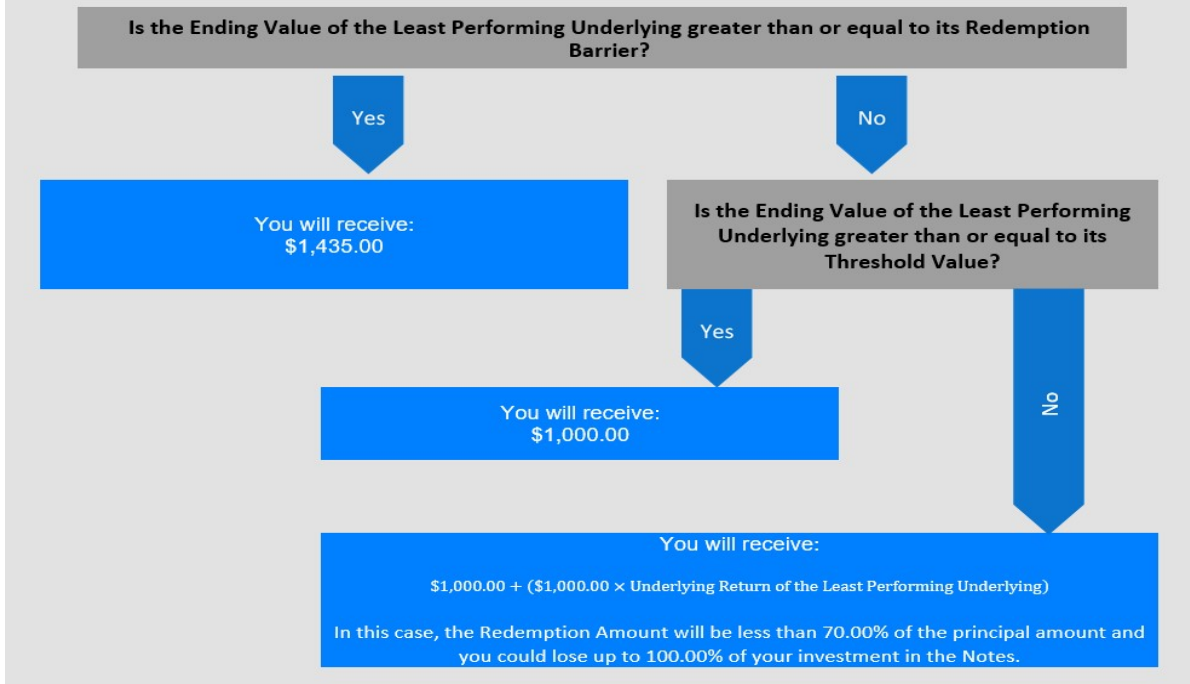 Is the Ending Value of the Least Performing Underlying greater than or equal to its Redemption
Barrier?
Yes
No
You will receive:
$1,435.00
Is the Ending Value of the Least Performing
Underlying greater than or equal to its
Threshold Value?
Yes
No
You will receive:
$1,000.00
You will receive:
$1,000.00 + ($1,000.00 × Underlying Return of the Least Performing Underlying)
In this case, the Redemption Amount will be less than 70.00% of the principal amount and
you could lose up to 100.00% of your investment in the Notes.